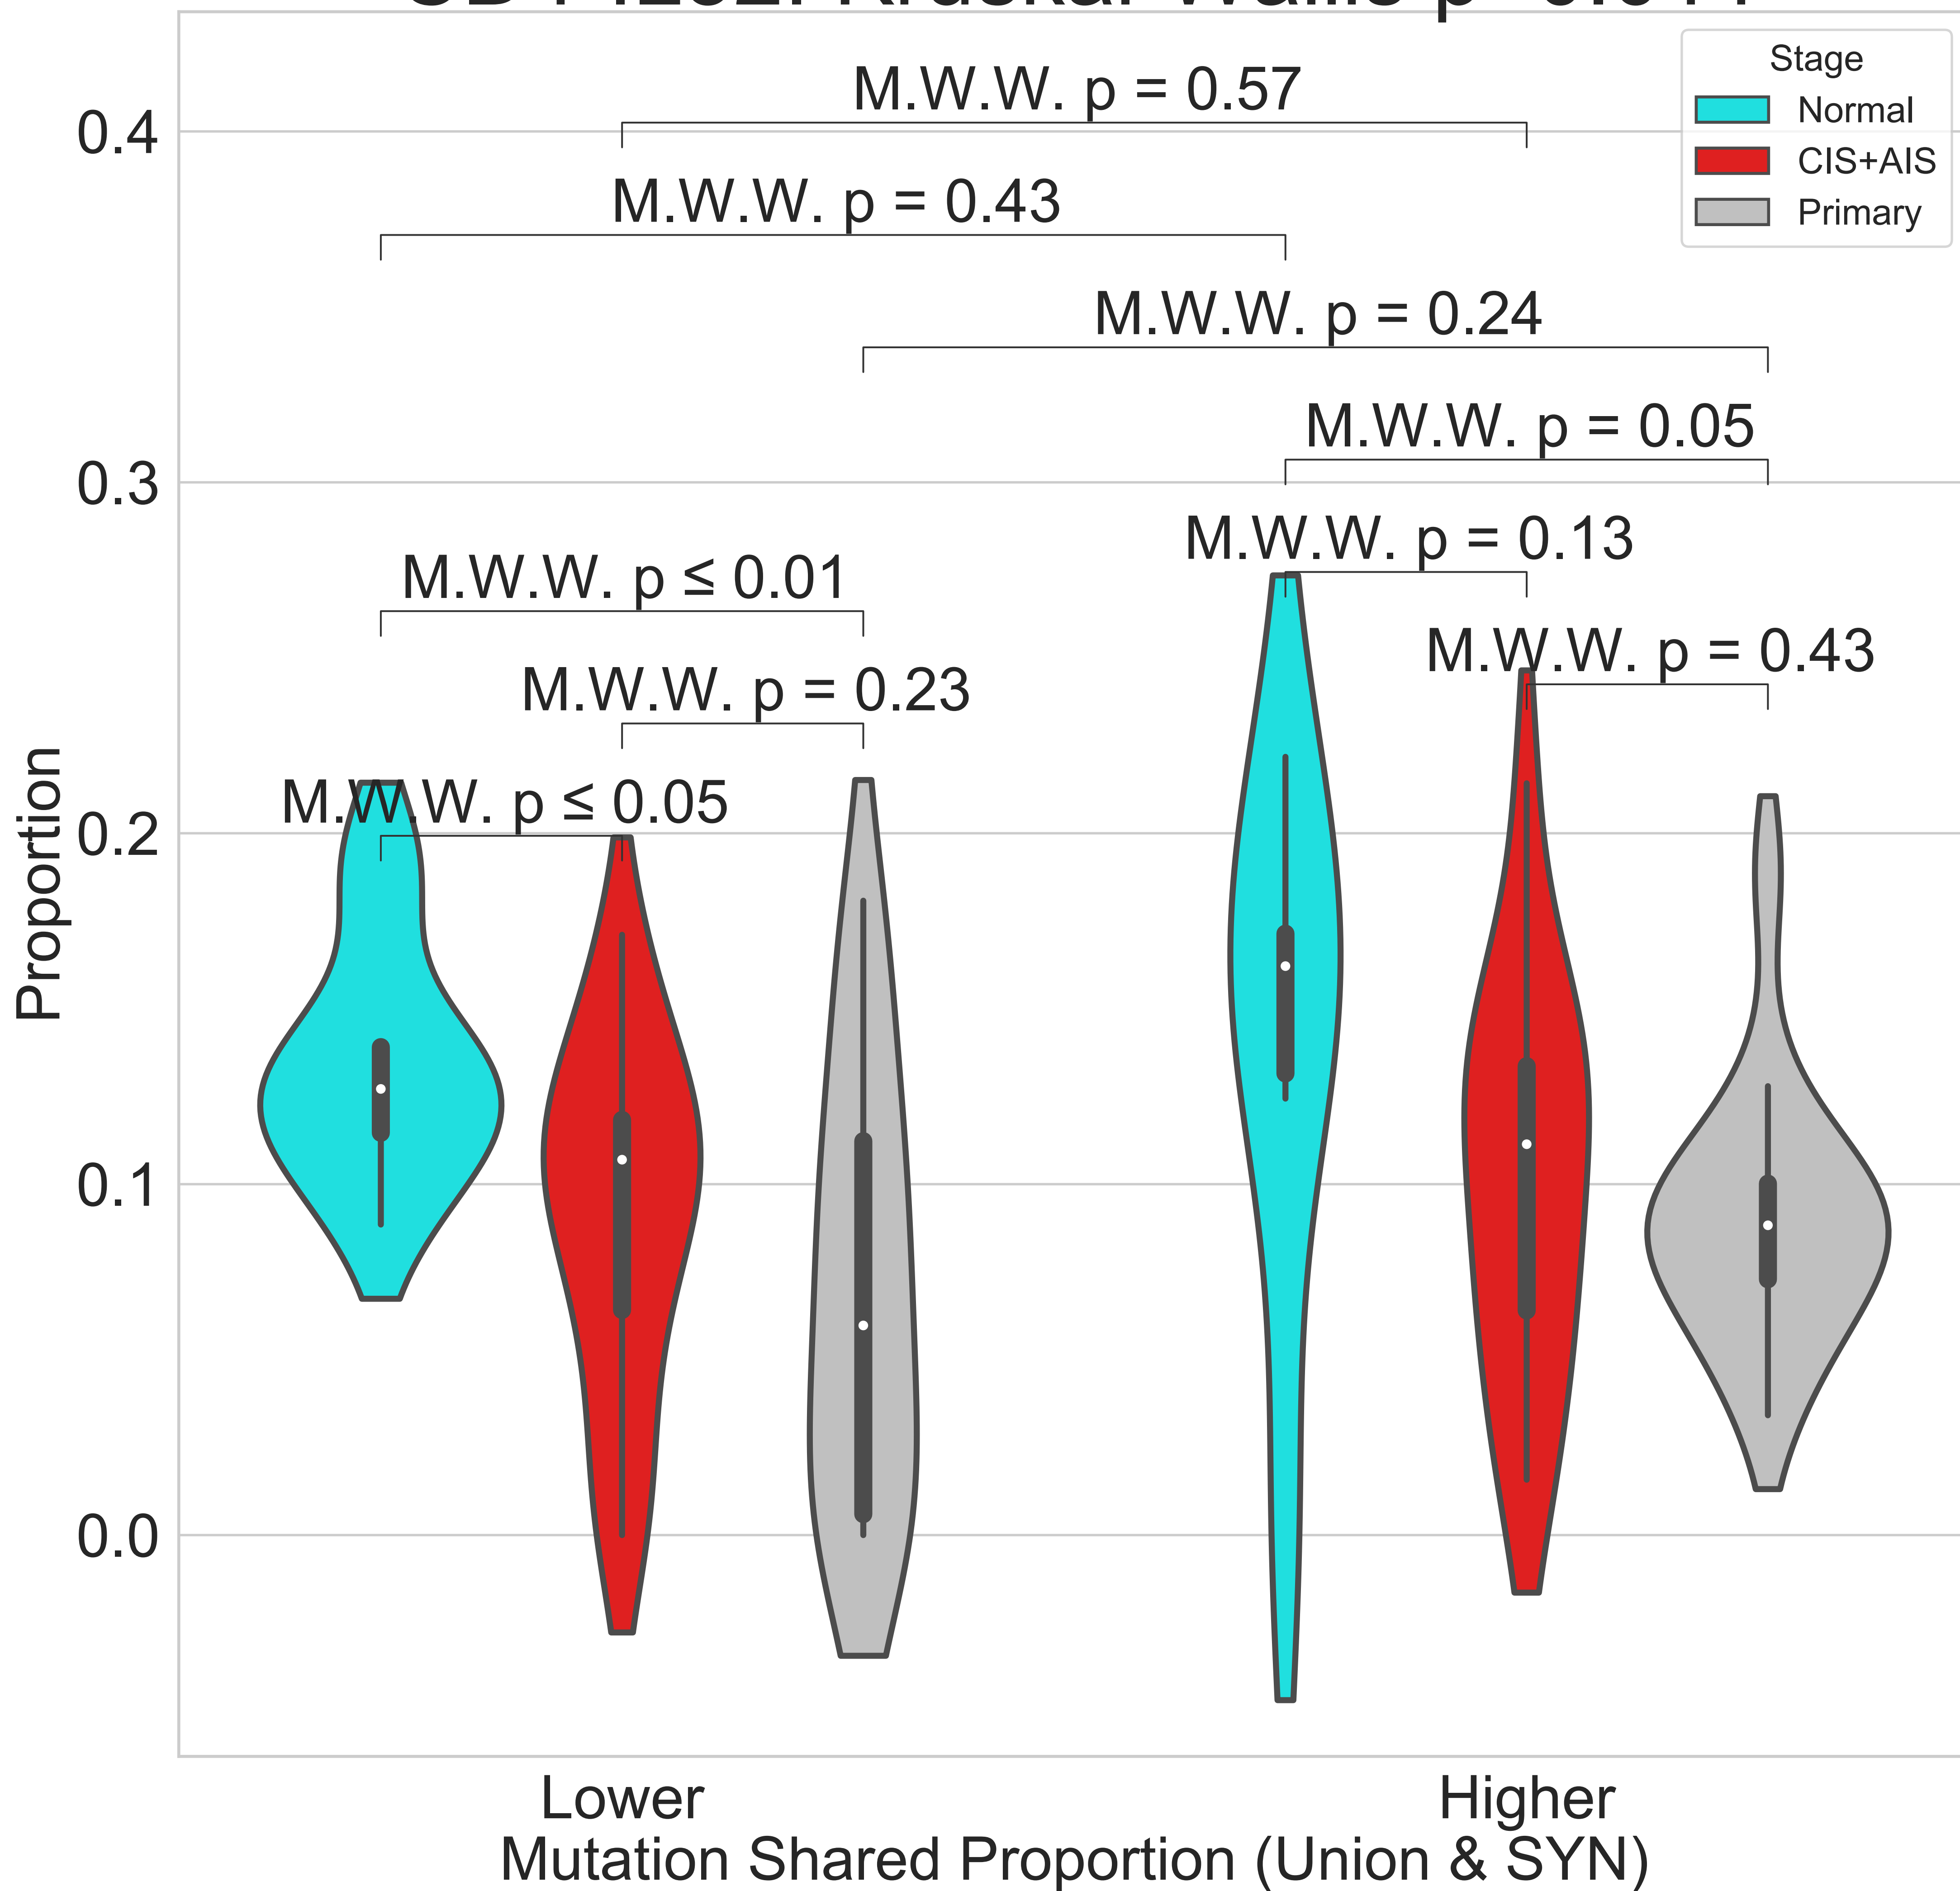 Stage
Normal
CIS+AIS
Primary
M.W.W. p = 0.57
M.W.W. p = 0.43
M.W.W. p = 0.24
M.W.W. p = 0.05
M.W.W. p = 0.13
M.W.W. p ≤ 0.01
M.W.W. p = 0.43
M.W.W. p = 0.23
M.W.W. p ≤ 0.05
0.4
0.3
0.2
0.1
0.0
Proportion
Lower
Higher
Mutation Shared Proportion (Union & SYN)